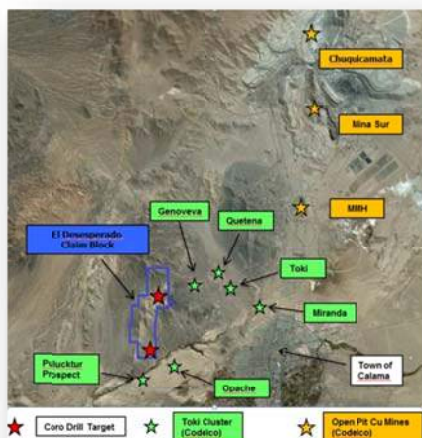 Chuquicamata
Mina Sur
MMH
Genoveva
Quetena
El Desesperado
Claim Block
Toki
Miranda
Town of
Calama
Pulucktur
Prospect
Opache
Coro Drill Target
Toki Cluster
(Codelco)
Open Pit Cu Mines
(Codelco)